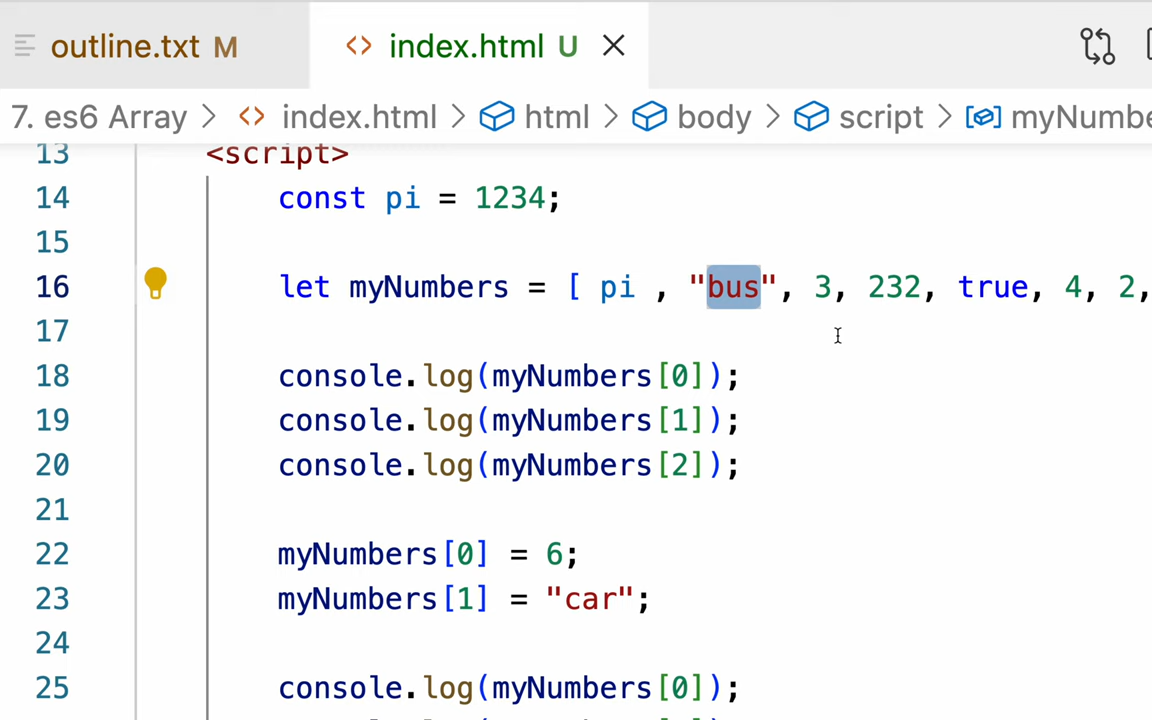 outline.txt M
index.html U
7. es6 Array > index.html > html > body > script > myNumbe
13 <script>
14 const pi = 1234;
15
16 let myNumbers = [ pi , "bus", 3, 232, true, 4, 2,
17
18 console.log(myNumbers[0]);
19 console.log(myNumbers[1]);
20 console.log(myNumbers[2]);
21
22 myNumbers[0] = 6;
23 myNumbers[1] = "car";
24
25 console.log(myNumbers[0]);